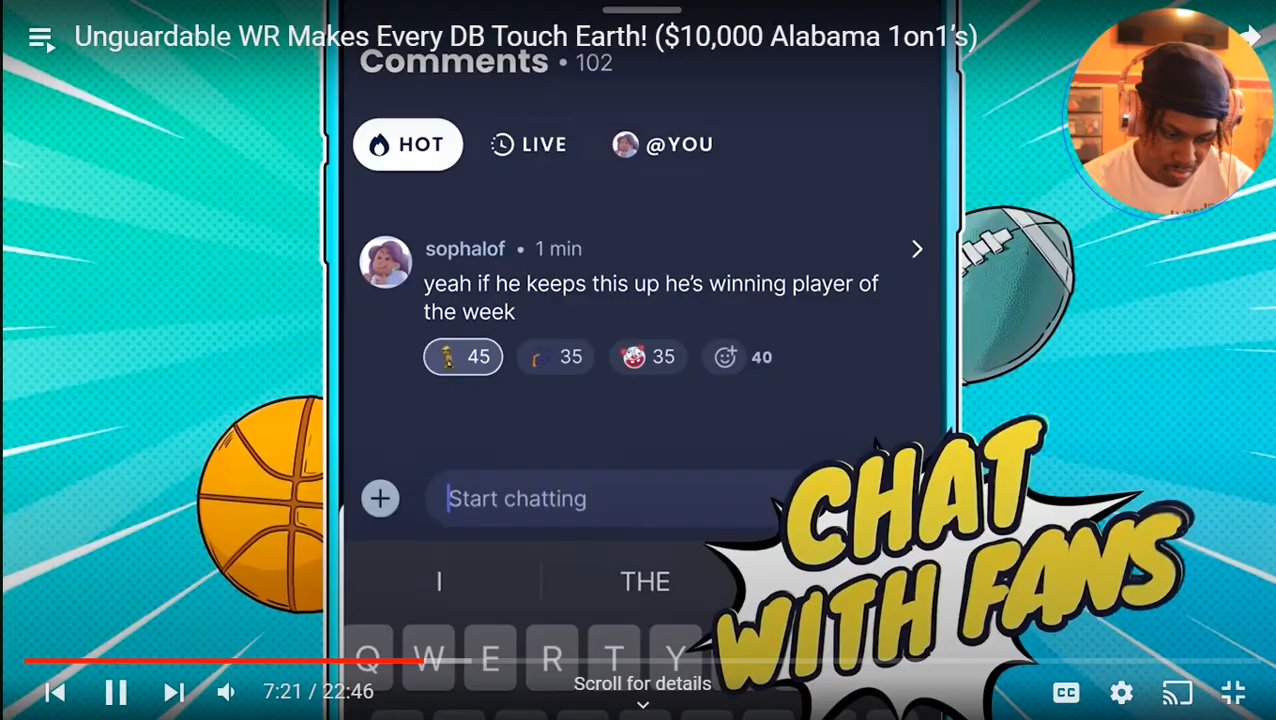 Unguardable WR Makes Every DB Touch Earth! ($10,000 Alabama 1on1's)
Comments • 102
HOT LIVE @YOU
sophalof • 1 min
yeah if he keeps this up he's winning player of
the week
45 35 35 40
Start chatting
I THE
CHAT
WITH FANS
Q W E R T Y
7:21 / 22:46 Scroll for details CC